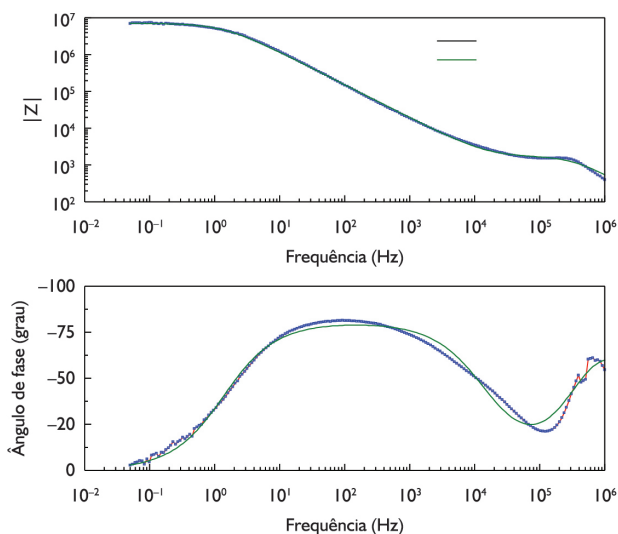 10⁷
10⁶
10⁵
10⁴
10³
10²
|Z|
10⁻² 10⁻¹ 10⁰ 10¹ 10² 10³ 10⁴ 10⁵ 10⁶
Frequência (Hz)
−100
−75
−50
−20
0
Ângulo de fase (grau)
10⁻² 10⁻¹ 10⁰ 10¹ 10² 10³ 10⁴ 10⁵ 10⁶
Frequência (Hz)